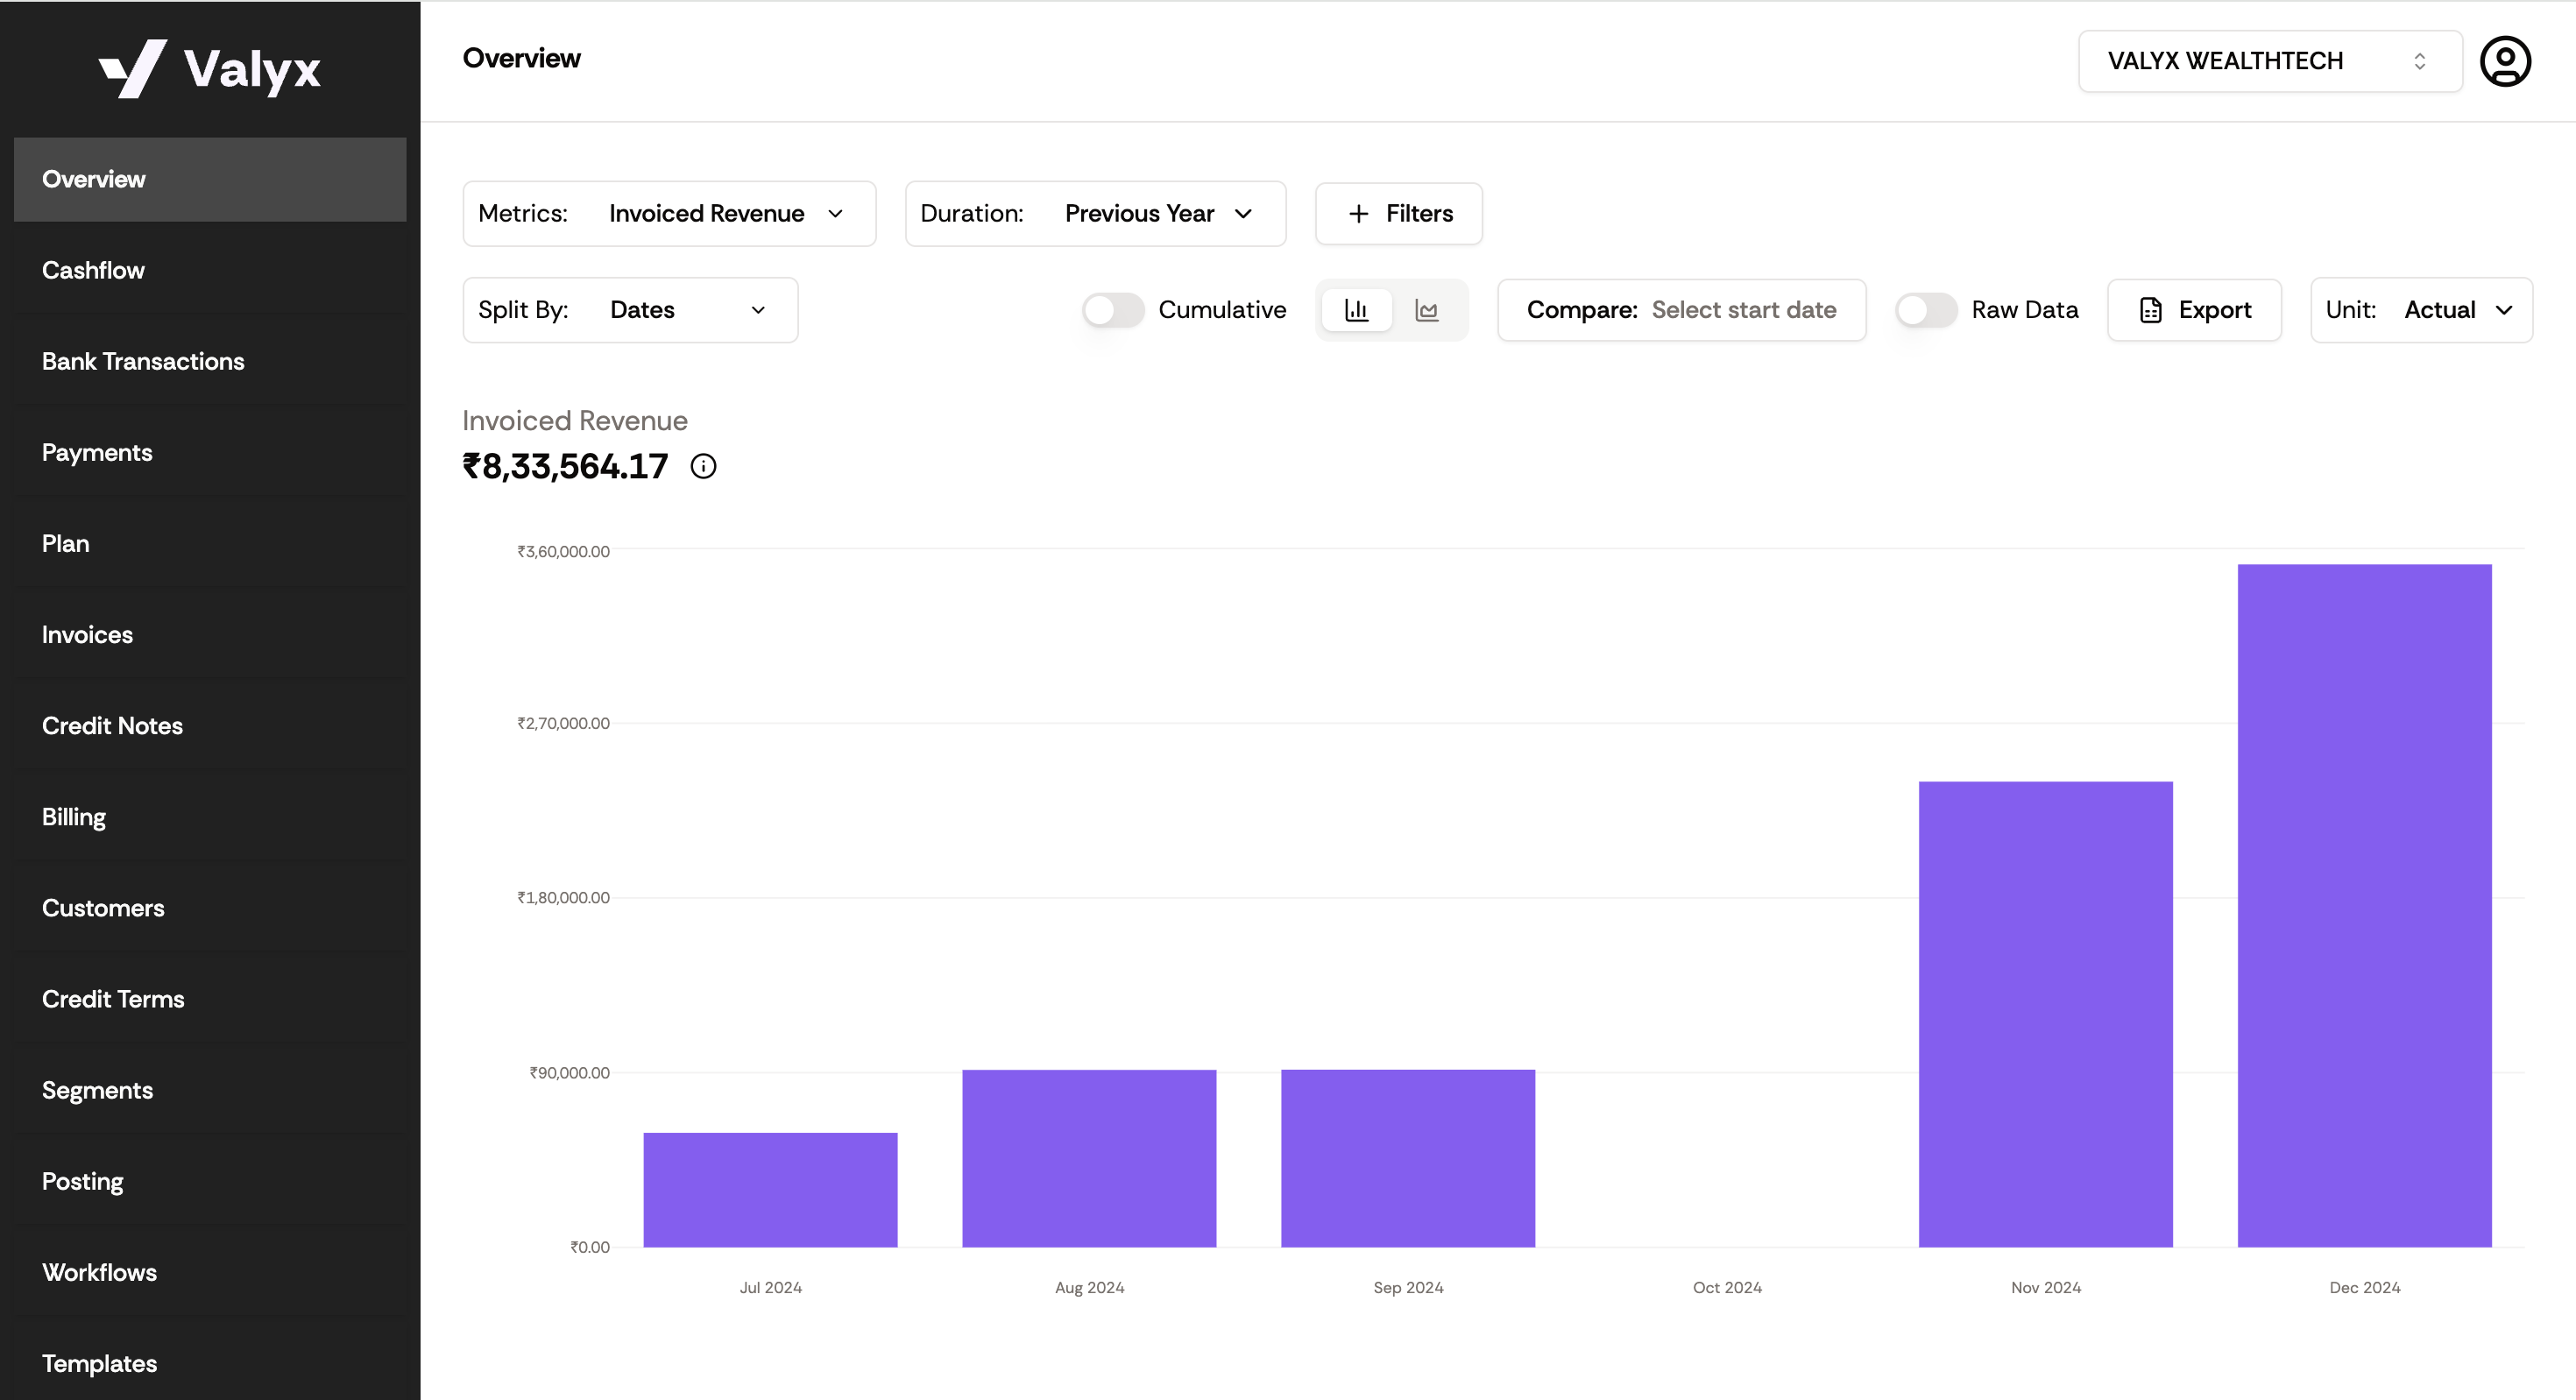 Valyx
Overview
Cashflow
Bank Transactions
Payments
Plan
Invoices
Credit Notes
Billing
Customers
Credit Terms
Segments
Posting
Workflows
Templates
Overview
VALYX WEALTHTECH
Metrics: Invoiced Revenue
Duration: Previous Year
Filters
Split By: Dates
Cumulative
Compare: Select start date
Raw Data
Export
Unit: Actual
Invoiced Revenue
₹8,33,564.17
₹3,60,000.00
₹2,70,000.00
₹1,80,000.00
₹90,000.00
₹0.00
Jul 2024
Aug 2024
Sep 2024
Oct 2024
Nov 2024
Dec 2024